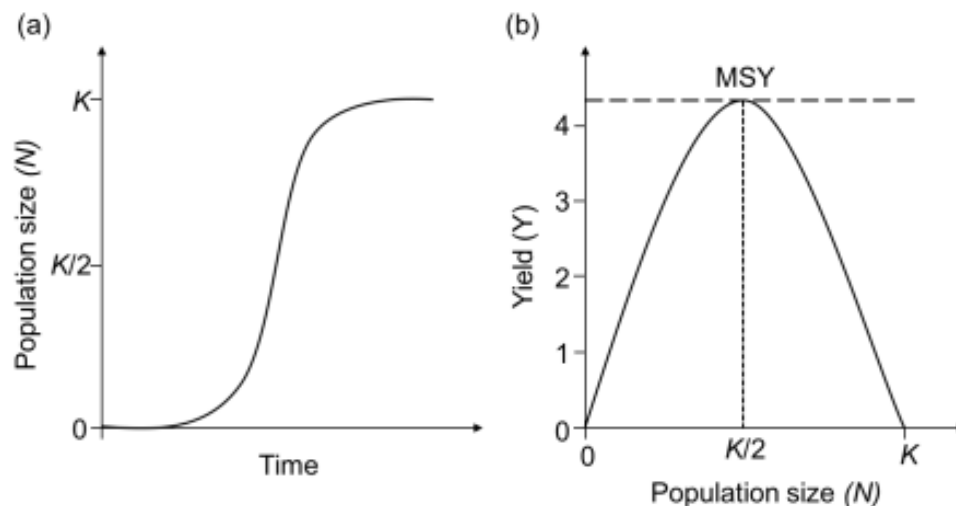 (a)
K
K/2
0
Population size (N)
Time
(b)
MSY
4
3
2
1
0
Yield (Y)
0
K/2
K
Population size (N)